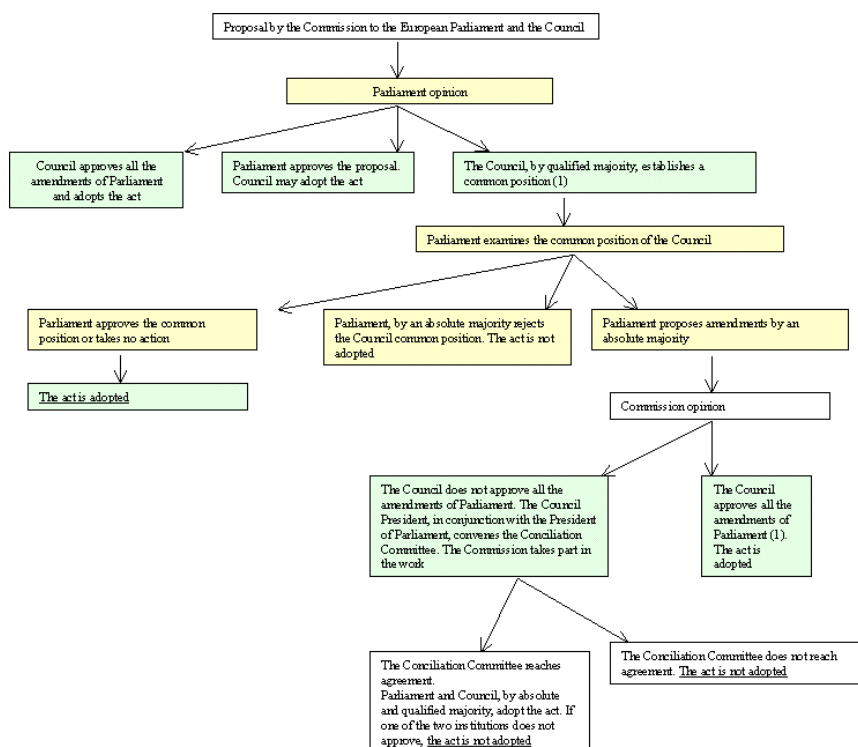 Proposal by the Commission to the European Parliament and the Council
Parliament opinion
Council approves all the
amendments of Parliament
and adopts the act
Parliament approves the proposal.
Council may adopt the act
The Council, by qualified majority, establishes a
common position (1)
Parliament examines the common position of the Council
Parliament approves the common
position or takes no action
Parliament, by an absolute majority rejects
the Council common position. The act is not
adopted
Parliament proposes amendments by an
absolute majority
The act is adopted
Commission opinion
The Council does not approve all the
amendments of Parliament. The Council
President, in conjunction with the President
of Parliament, convenes the Conciliation
Committee. The Commission takes part in
the work
The Council
approves all the
amendments of
Parliament (1).
The act is
adopted
The Conciliation Committee reaches
agreement.
Parliament and Council, by absolute
and qualified majority, adopt the act. If
one of the two institutions does not
approve, the act is not adopted
The Conciliation Committee does not reach
agreement. The act is not adopted